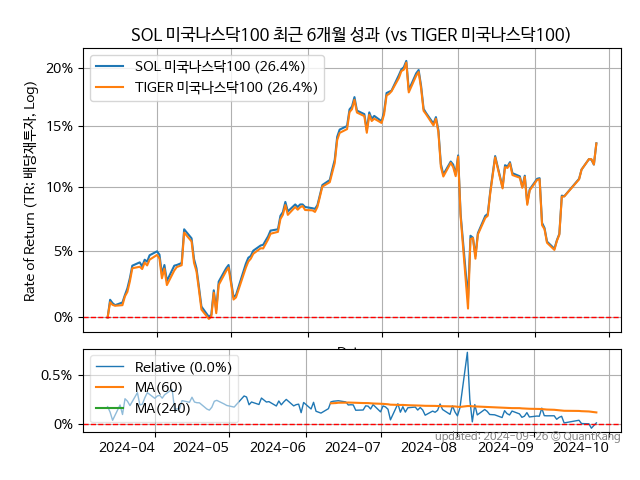 SOL 미국나스닥100 최근 6개월 성과 (vs TIGER 미국나스닥100)
SOL 미국나스닥100 (26.4%)
TIGER 미국나스닥100 (26.4%)
Rate of Return (TR: 배당재투자, Log)
20%
15%
10%
5%
0%
Relative (0.0%)
MA(60)
MA(240)
0.5%
0%
updated: 2024-09-26 © QuantKang
2024-04 2024-05 2024-06 2024-07 2024-08 2024-09 2024-10